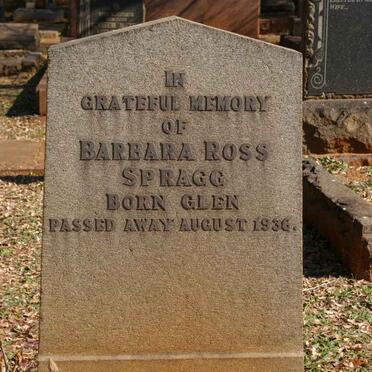 IN
GRATEFUL MEMORY
OF
BARBARA ROSS
SPRAGG
BORN GLEN
PASSED AWAY AUGUST 1936.